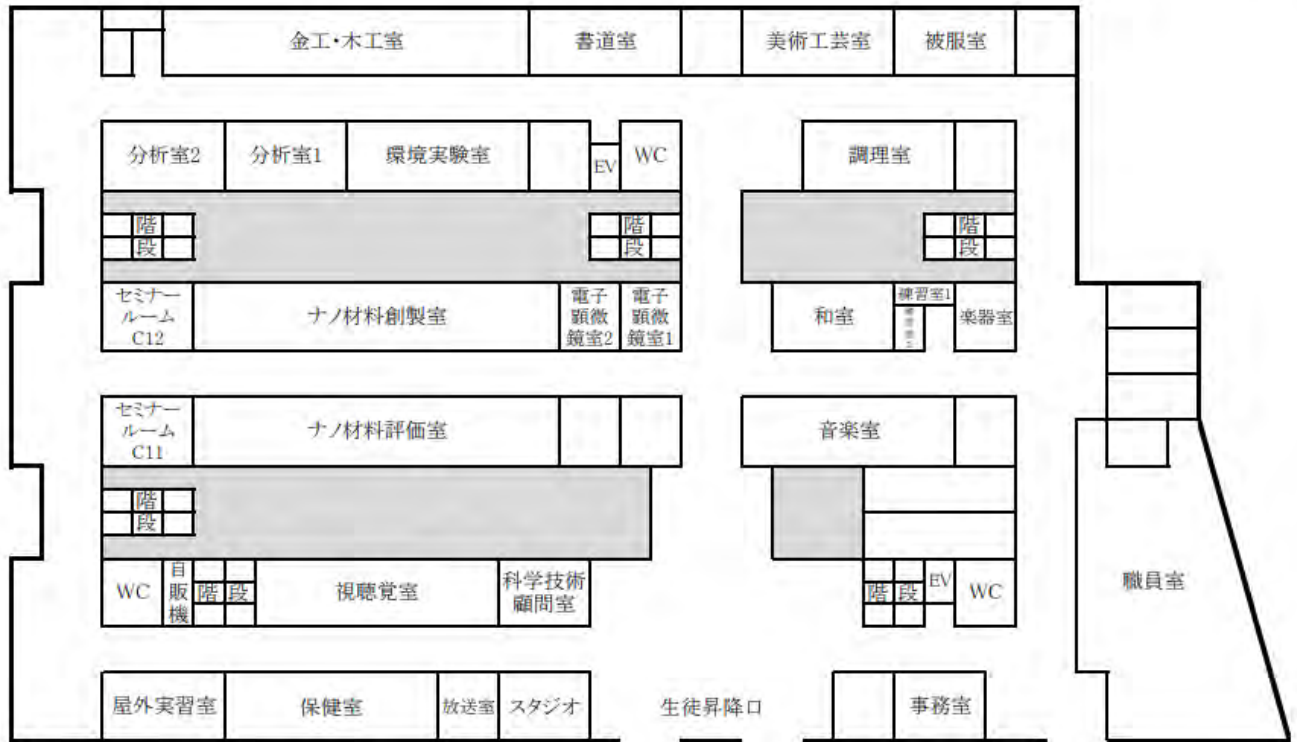 金工・木工室
書道室
美術工芸室
被服室
分析室2
分析室1
環境実験室
EV
WC
調理室
階
段
階
段
階
段
セミナー
ルーム
C12
ナノ材料創製室
電子
顕微
鏡室2
電子
顕微
鏡室1
和室
練習室1
楽器室
セミナー
ルーム
C11
ナノ材料評価室
音楽室
階
段
WC
自
販
機
階段
視聴覚室
科学技術
顧問室
階段
EV
WC
職員室
屋外実習室
保健室
放送室
スタジオ
生徒昇降口
事務室